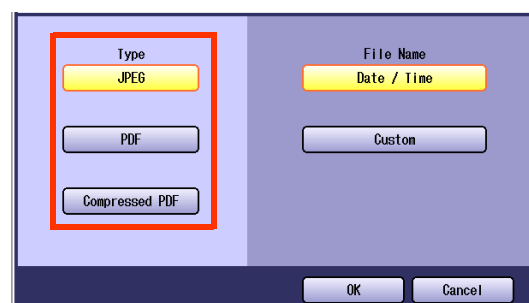 Type
JPEG
PDF
Compressed PDF
File Name
Date / Time
Custom
OK
Cancel